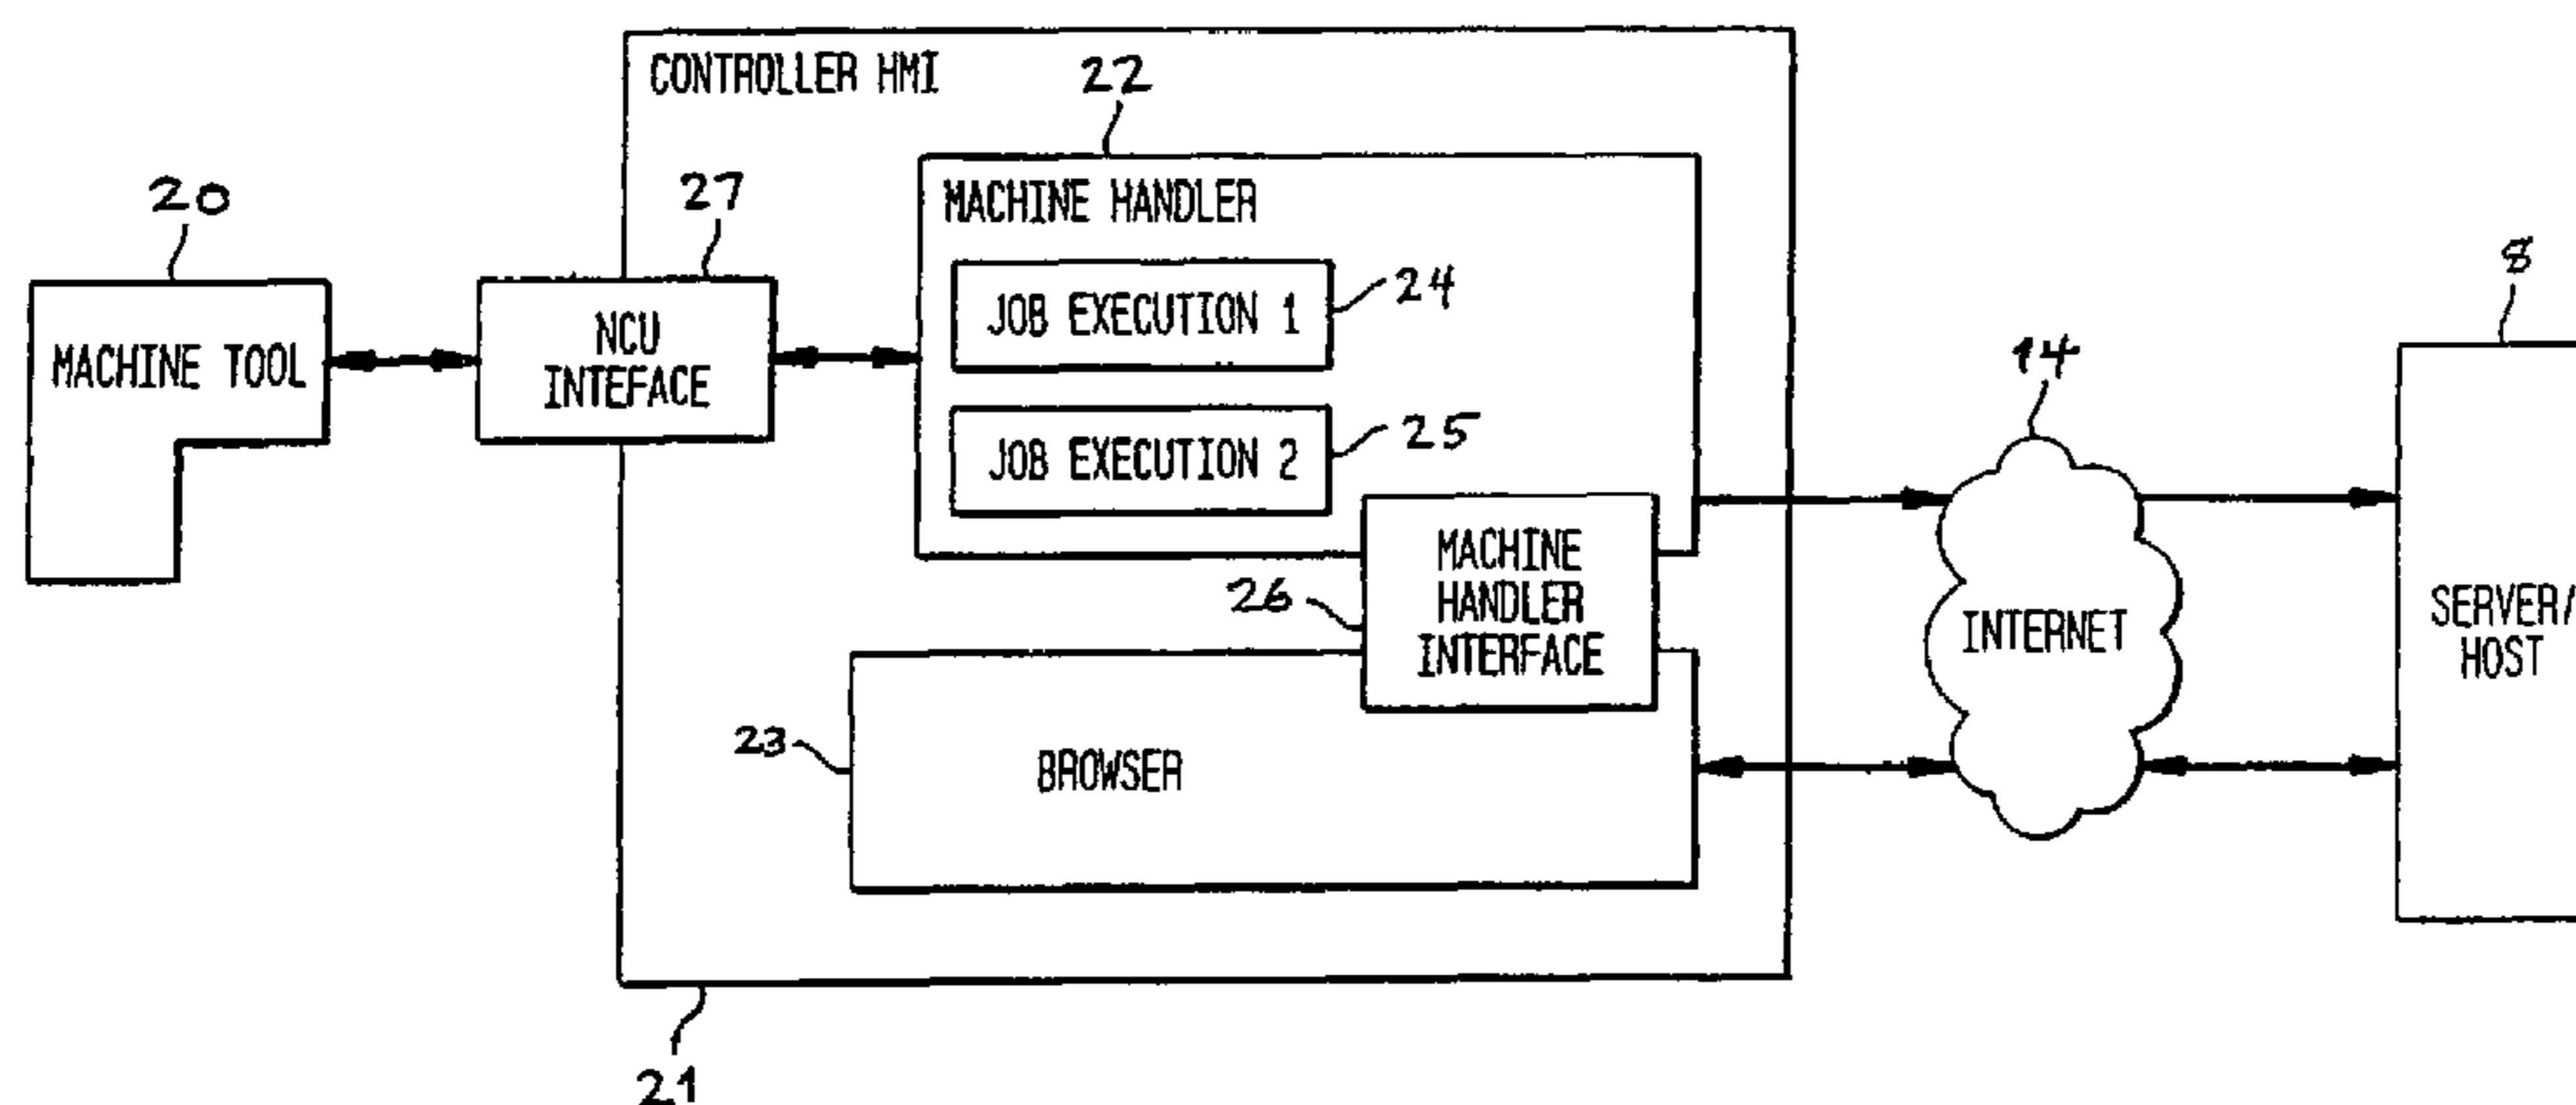 CONTROLLER HMI
22
20
27
MACHINE HANDLER
8
JOB EXECUTION 1
24
NCU
INTEFACE
MACHINE TOOL
14
JOB EXECUTION 2
25
MACHINE
HANDLER
INTERFACE
26
INTERNET
SERVER/
HOST
23
BROWSER
21